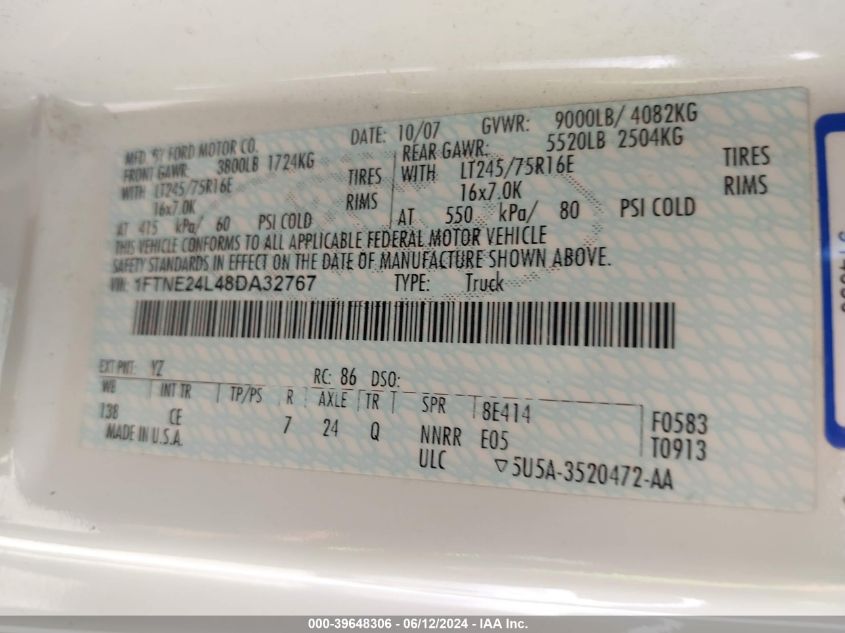 MFD. BY FORD MOTOR CO.
DATE: 10/07 GVWR: 9000LB/ 4082KG
FRONT GAWR: 3800LB 1724KG
REAR GAWR: 5520LB 2504KG
WITH LT245/75R16E TIRES
WITH LT245/75R16E TIRES
16x7.0K RIMS
16x7.0K RIMS
AT 415 kPa/ 60 PSI COLD
AT 550 kPa/ 80 PSI COLD
THIS VEHICLE CONFORMS TO ALL APPLICABLE FEDERAL MOTOR VEHICLE
SAFETY STANDARDS IN EFFECT ON THE DATE OF MANUFACTURE SHOWN ABOVE.
VIN: 1FTNE24L48DA32767 TYPE: Truck
EXT PNT: YZ RC: 86 DSO:
WB INT TR TP/PS R AXLE TR SPR 8E414 F0583
138 CE 7 24 Q NNRR E05 T0913
MADE IN U.S.A. ULC 5U5A-3520472-AA
000-39648306 - 06/12/2024 - IAA Inc.